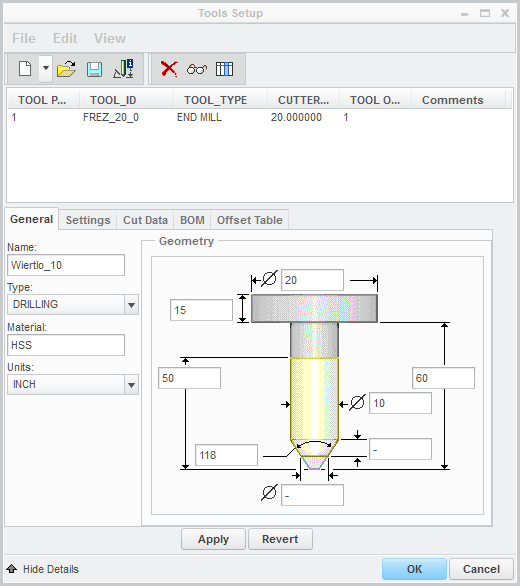 Tools Setup
File Edit View
TOOL P... TOOL_ID TOOL_TYPE CUTTER... TOOL O... Comments
1 FREZ_20_0 END MILL 20.000000 1
General Settings Cut Data BOM Offset Table
Name:
Wiertlo_10
Type:
DRILLING
Material:
HSS
Units:
INCH
Geometry
Ø 20
15
50
60
Ø 10
118
-
Ø -
Apply Revert
Hide Details OK Cancel